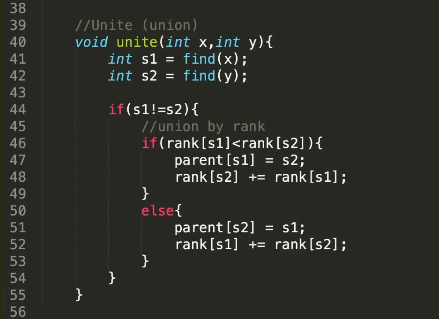 38
39 //Unite (union)
40 void unite(int x,int y){
41 int s1 = find(x);
42 int s2 = find(y);
43
44 if(s1!=s2){
45 //union by rank
46 if(rank[s1]<rank[s2]){
47 parent[s1] = s2;
48 rank[s2] += rank[s1];
49 }
50 else{
51 parent[s2] = s1;
52 rank[s1] += rank[s2];
53 }
54 }
55 }
56